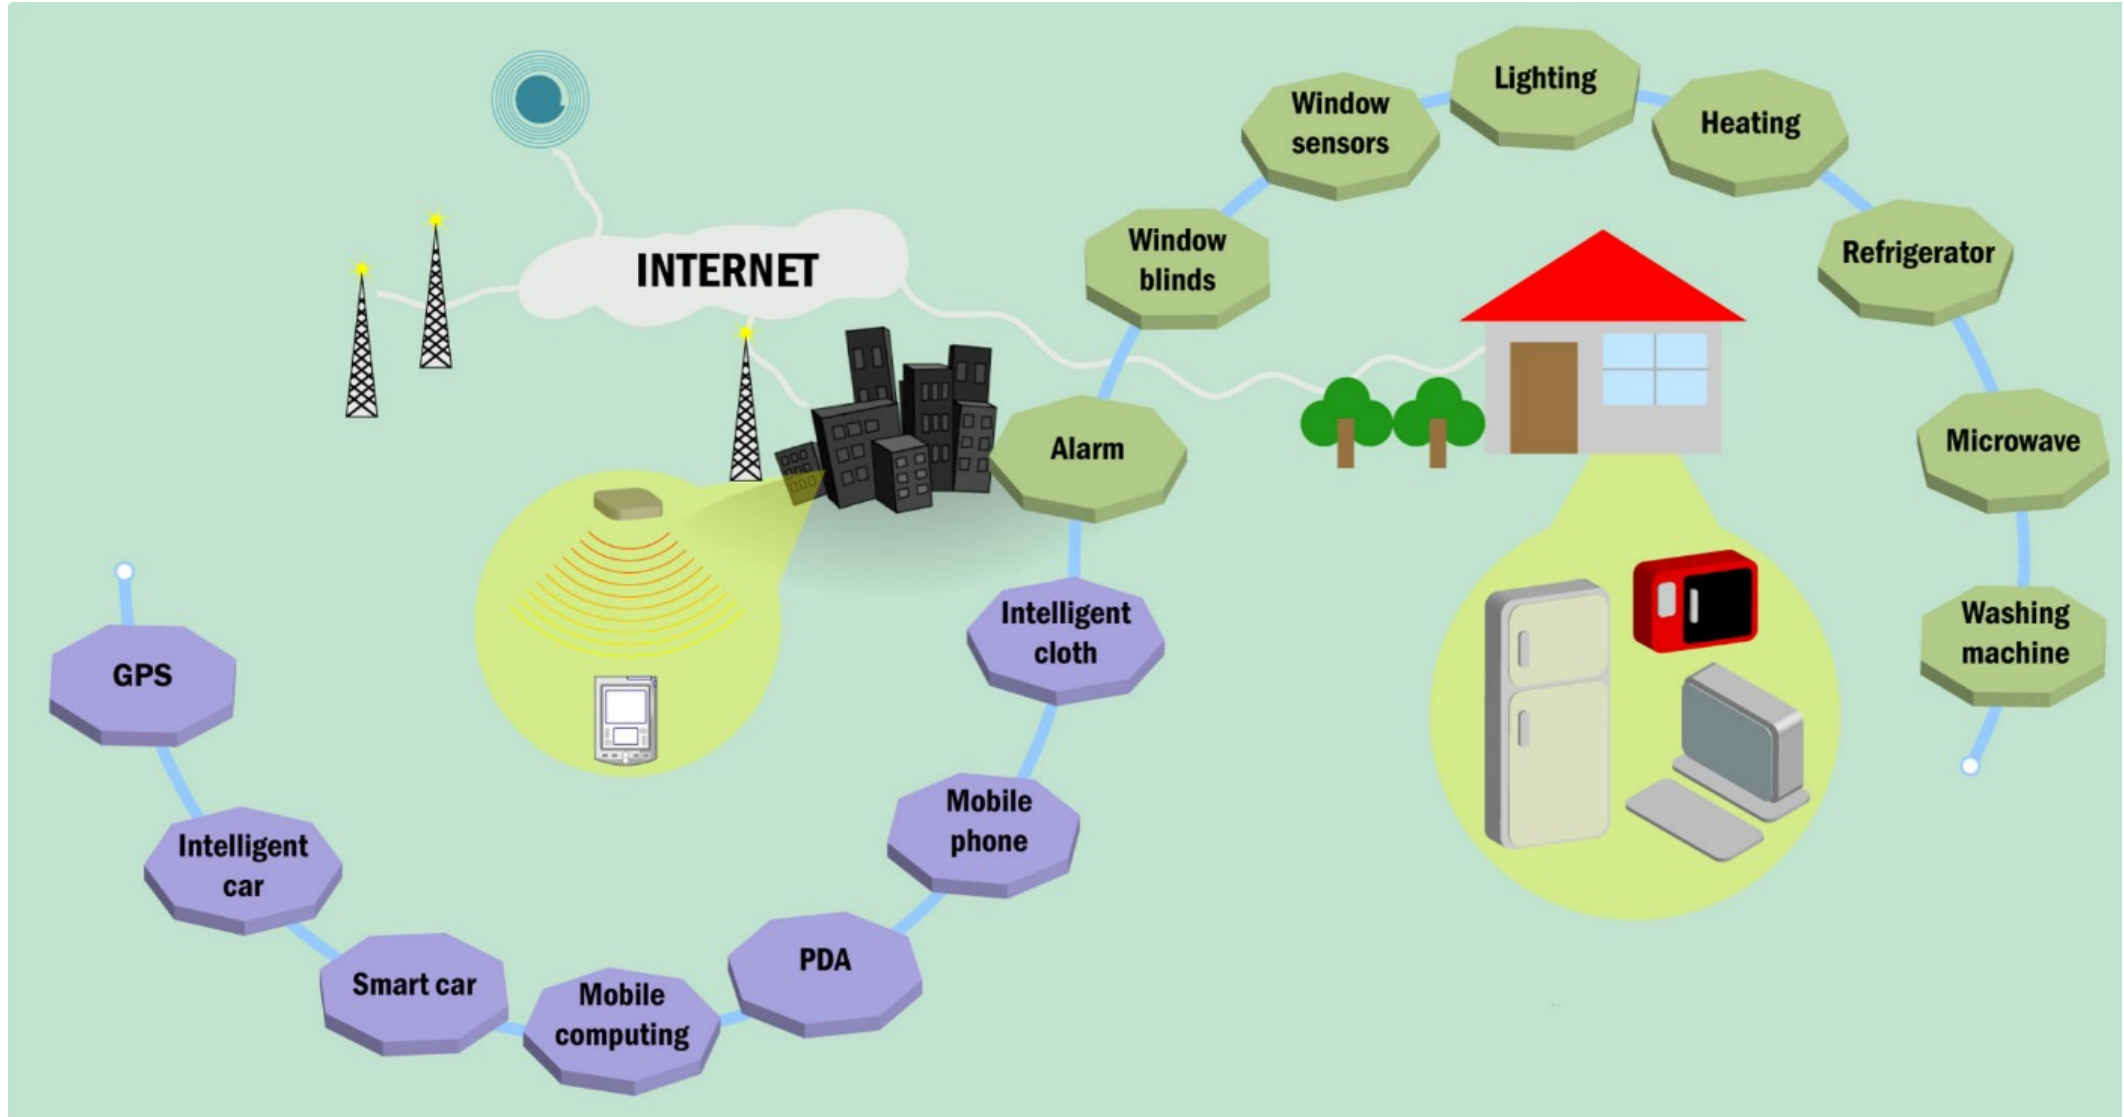 Lighting
Window
sensors
Heating
Window
blinds
Refrigerator
INTERNET
Alarm
Microwave
Intelligent
cloth
Washing
machine
GPS
Mobile
phone
Intelligent
car
PDA
Smart car
Mobile
computing